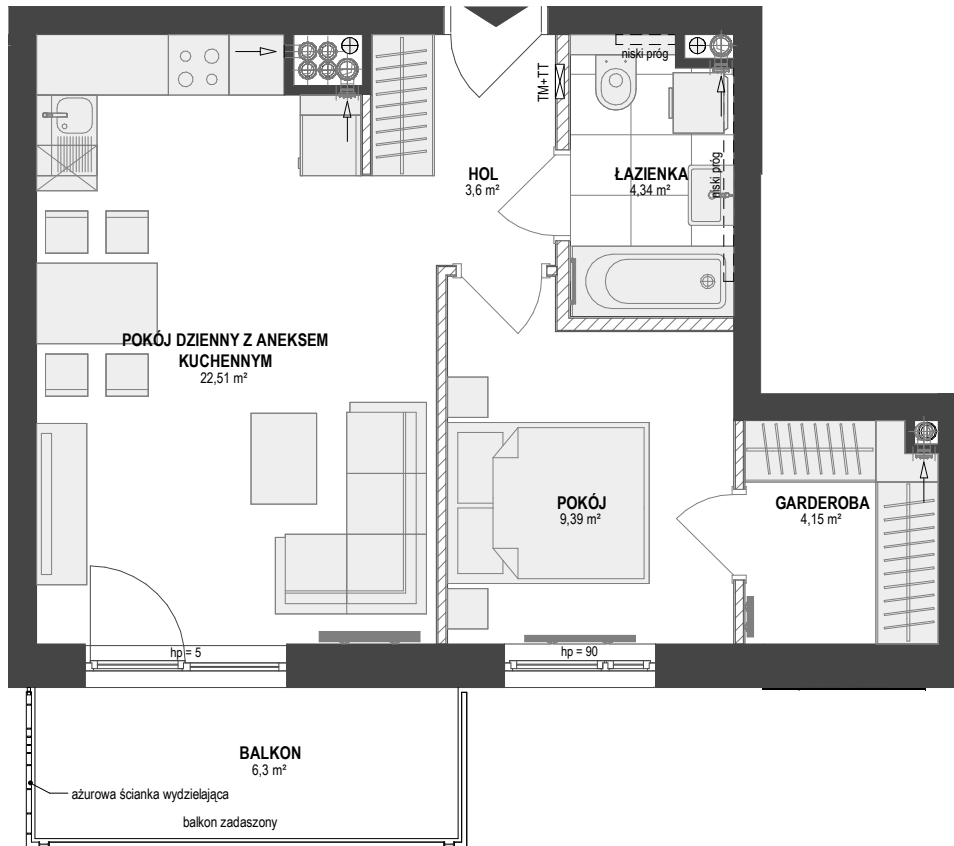 niski próg
TM+TT
HOL
3,6 m²
ŁAZIENKA
4,34 m²
niski próg
POKÓJ DZIENNY Z ANEKSEM
KUCHENNYM
22,51 m²
POKÓJ
9,39 m²
GARDEROBA
4,15 m²
hp = 5
hp = 90
BALKON
6,3 m²
ażurowa ścianka wydzielająca
balkon zadaszony